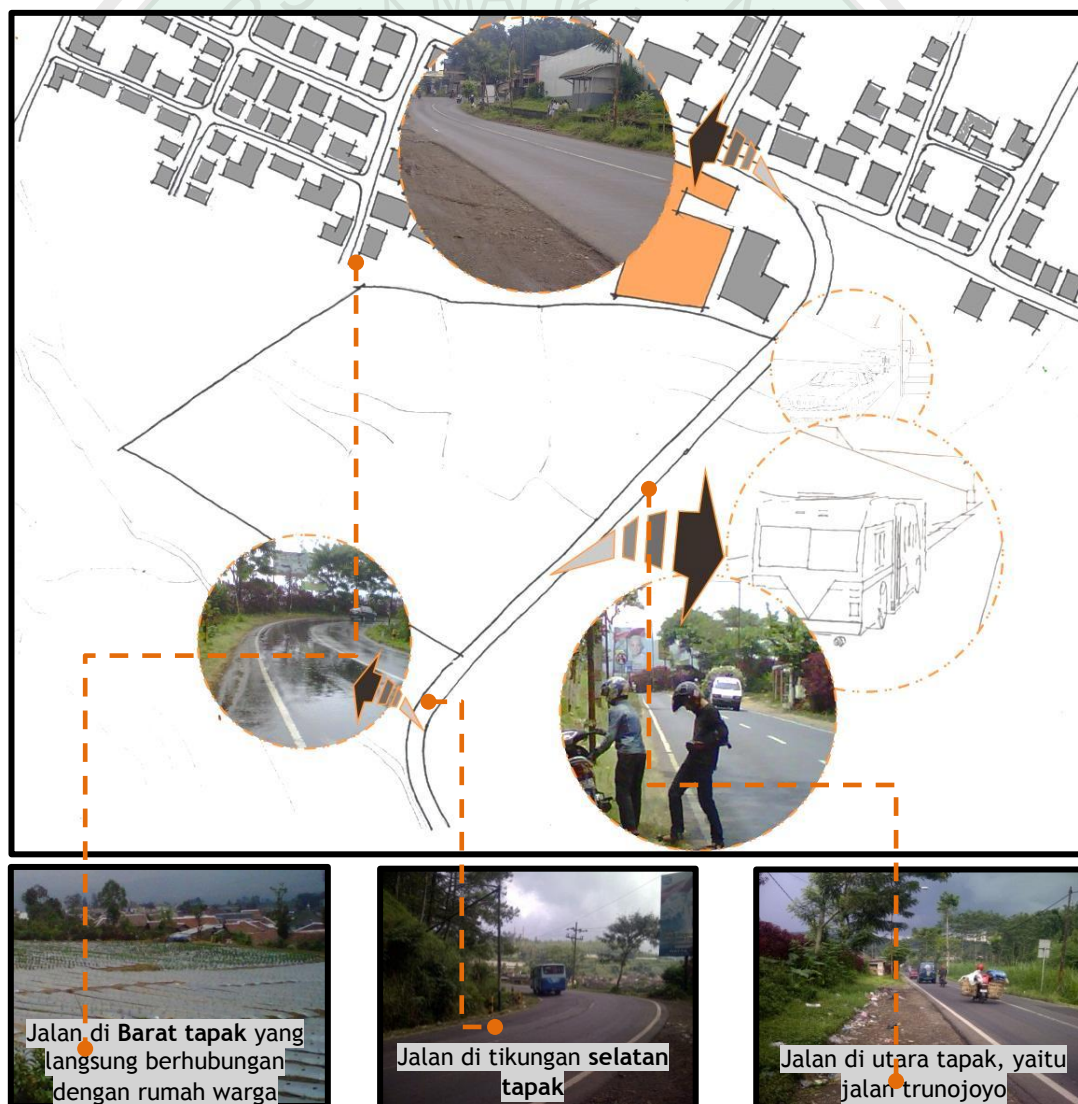 Jalan di Barat tapak yang
langsung berhubungan
dengan rumah warga
Jalan di tikungan selatan
tapak
Jalan di utara tapak, yaitu
jalan trunojoyo